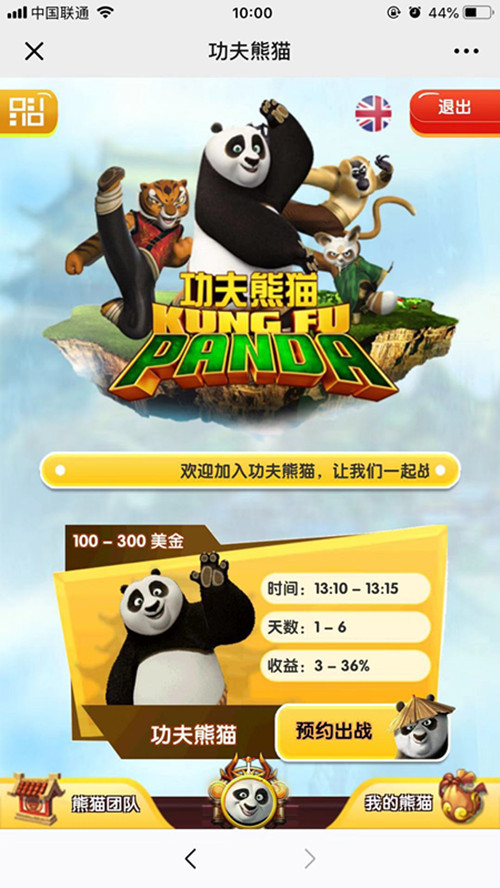 中国联通
10:00
44%
功夫熊猫
退出
功夫熊猫
KUNG FU
PANDA
欢迎加入功夫熊猫，让我们一起战
100 – 300 美金
时间：13:10 – 13:15
天数：1 – 6
收益：3 – 36%
功夫熊猫
预约出战
熊猫团队
我的熊猫